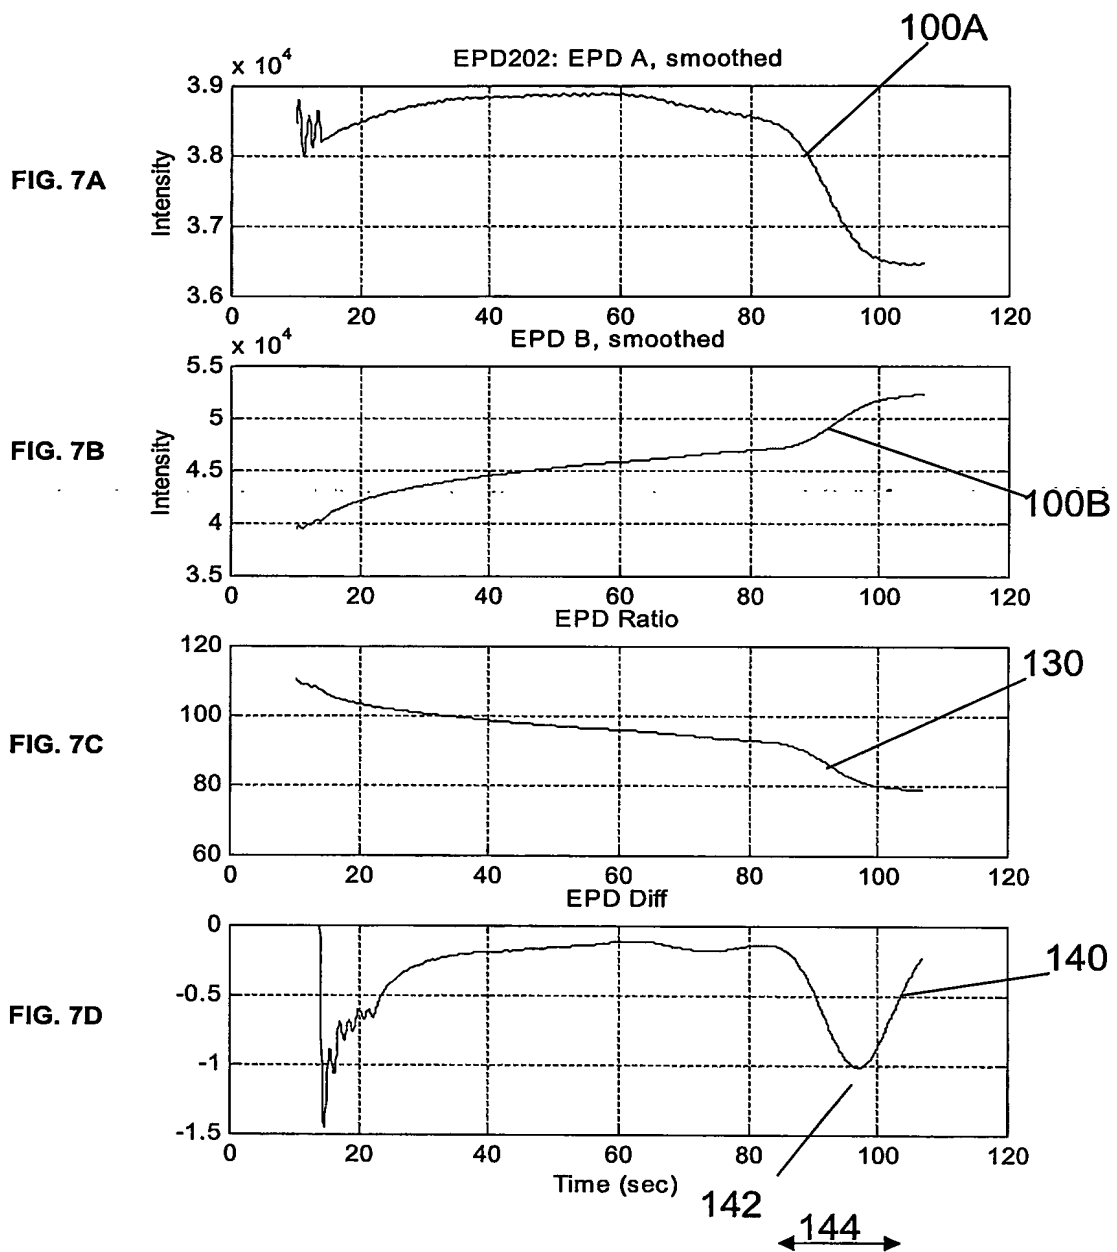 100A
EPD202: EPD A, smoothed
x 10⁴
3.9
3.8
3.7
3.6
Intensity
FIG. 7A
0 20 40 60 80 100 120
EPD B, smoothed
x 10⁴
5.5
5
4.5
4
3.5
Intensity
FIG. 7B
100B
0 20 40 60 80 100 120
EPD Ratio
120
100
80
60
FIG. 7C
130
0 20 40 60 80 100 120
EPD Diff
0
-0.5
-1
-1.5
FIG. 7D
140
0 20 40 60 80 100 120
Time (sec)
142
144